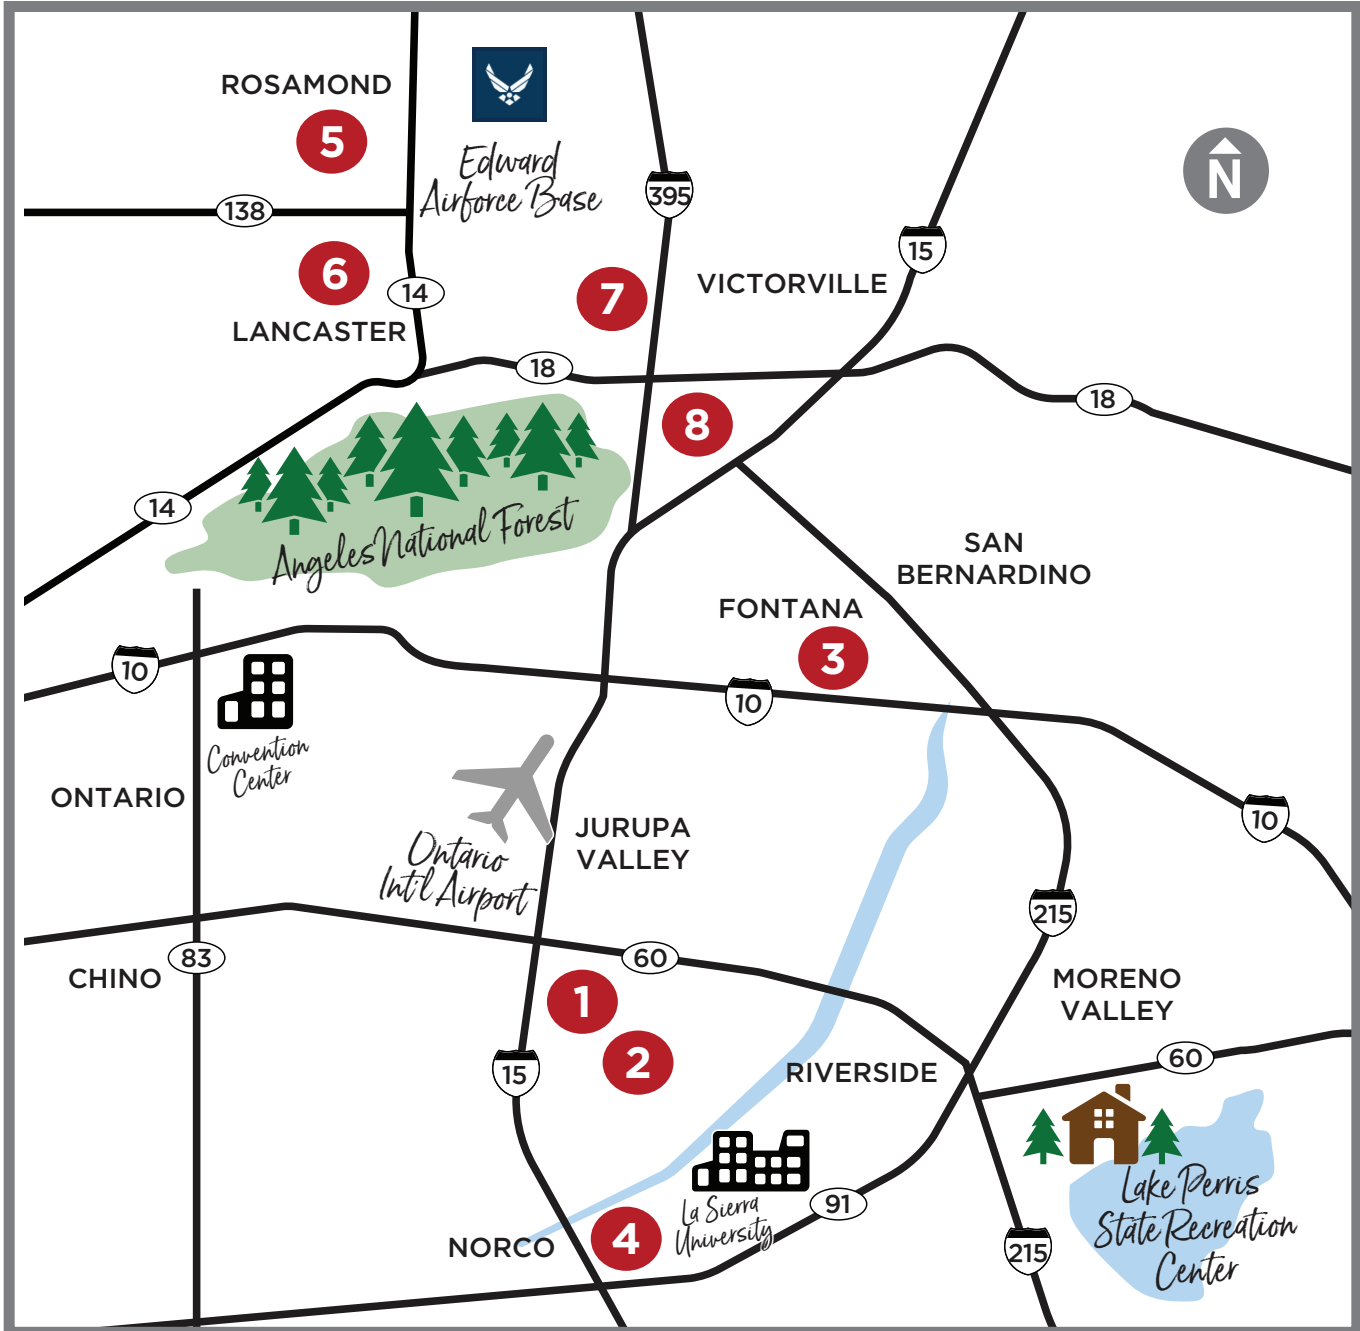 ROSAMOND
5
Edward
Airforce Base
138
395
N
15
6
14
LANCASTER
7
VICTORVILLE
18
18
8
14
Angeles National Forest
SAN
BERNARDINO
FONTANA
3
10
10
Convention
Center
ONTARIO
Ontario
Int'l Airport
JURUPA
VALLEY
10
215
CHINO
83
60
1
2
15
MORENO
VALLEY
60
RIVERSIDE
Lake Perris
State Recreation
Center
La Sierra
University
91
NORCO
4
215